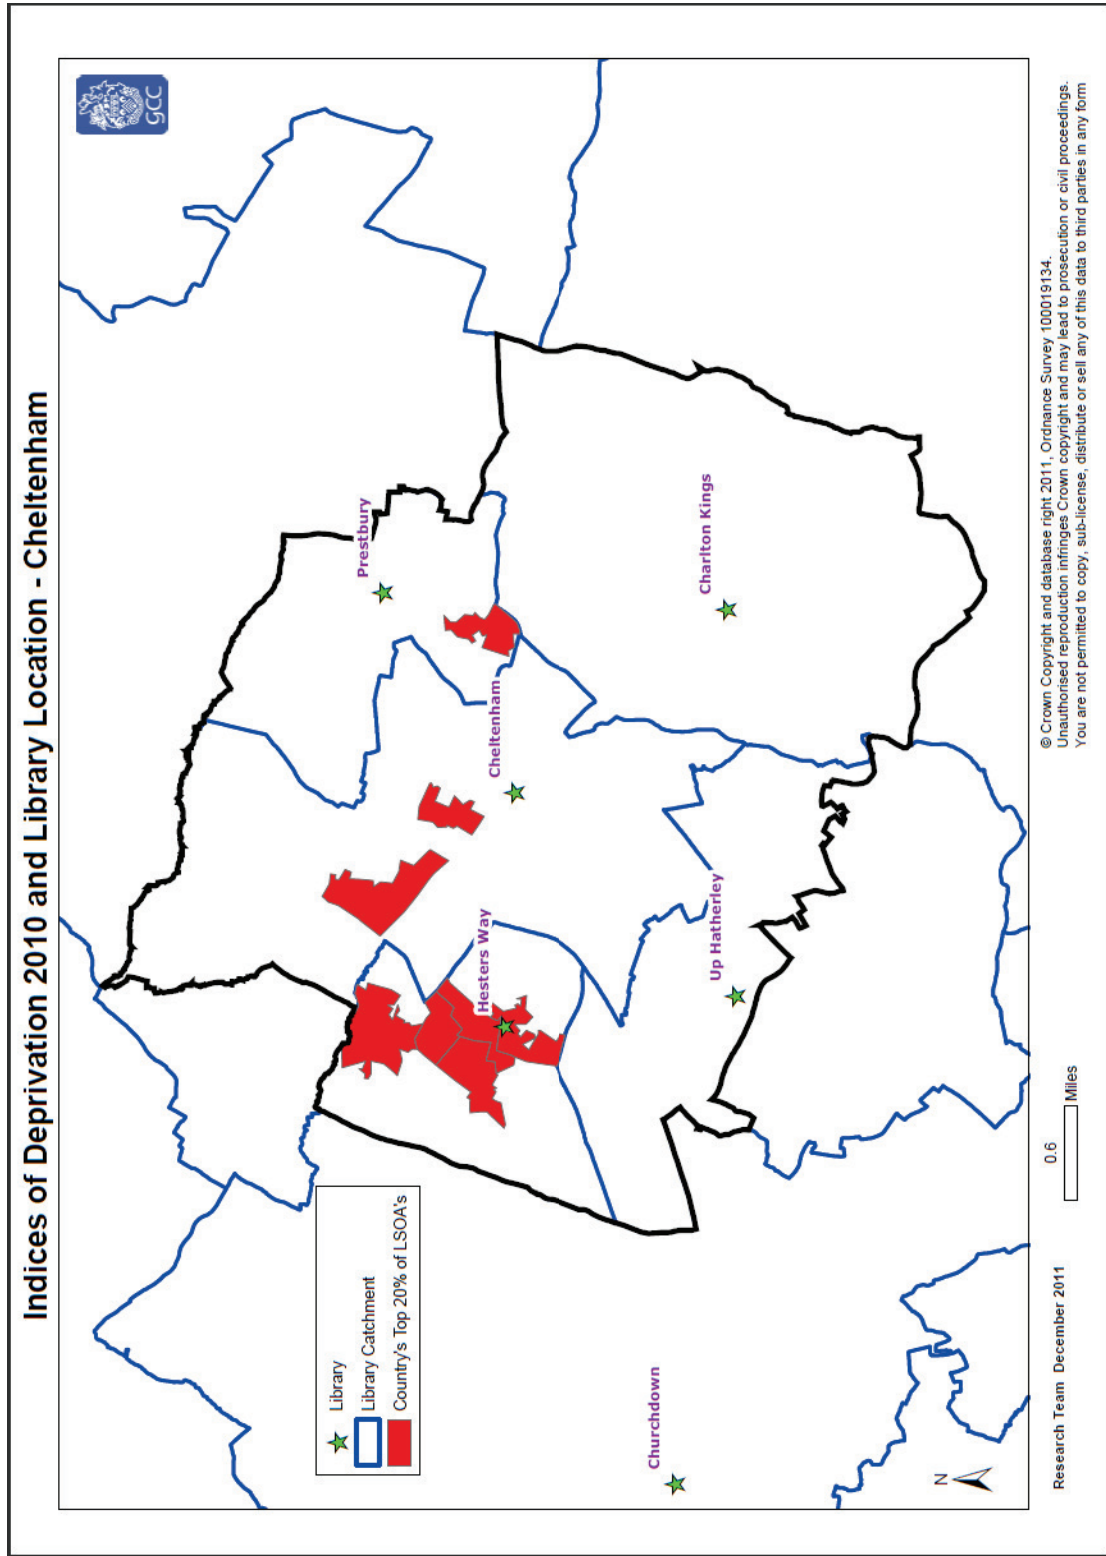 Indices of Deprivation 2010 and Library Location - Cheltenham
GCC
Prestbury
Cheltenham
Charlton Kings
Hesters Way
Up Hatherley
Churchdown
Library
Library Catchment
Country's Top 20% of LSOA's
N
0.6
Miles
Research Team December 2011
© Crown Copyright and database right 2011, Ordnance Survey 100019134.
Unauthorised reproduction infringes Crown copyright and may lead to prosecution or civil proceedings.
You are not permitted to copy, sub-license, distribute or sell any of this data to third parties in any form